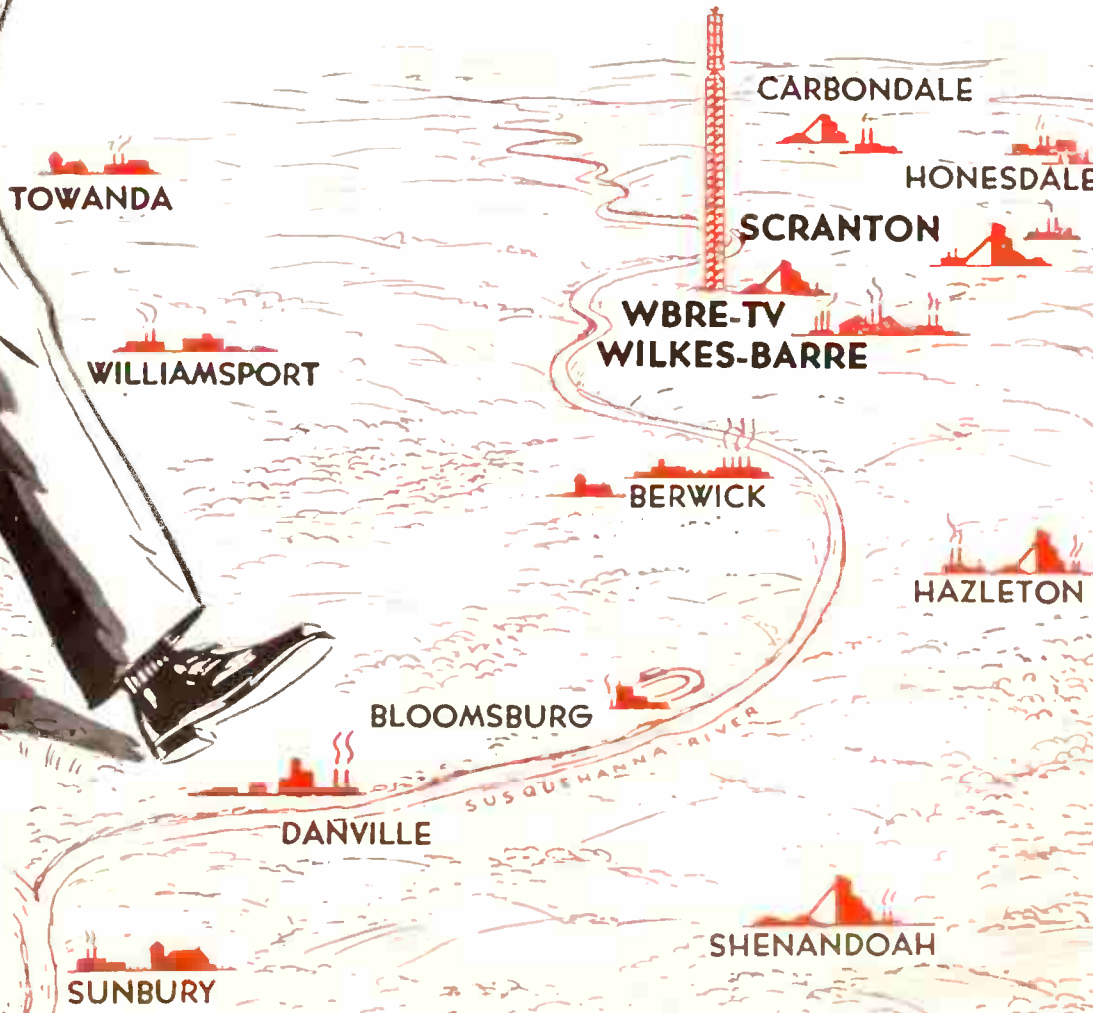 CARBONDALE
HONESDALE
TOWANDA
SCRANTON
WBRE-TV
WILKES-BARRE
WILLIAMSPORT
BERWICK
HAZLETON
BLOOMSBURG
SUSQUEHANNA RIVER
DANVILLE
SHENANDOAH
SUNBURY